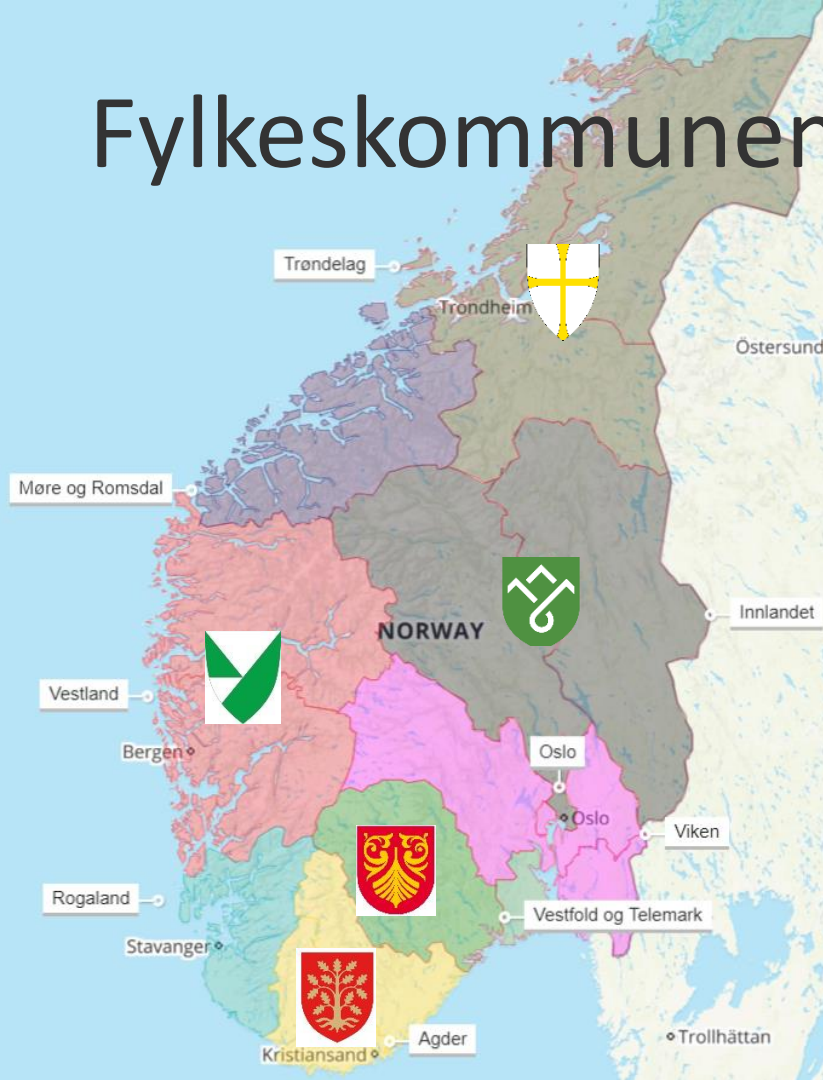 Fylkeskommunen
Trøndelag
Trondheim
Östersund
Møre og Romsdal
Innlandet
NORWAY
Vestland
Bergen
Oslo
Oslo
Viken
Rogaland
Vestfold og Telemark
Stavanger
Agder
Trollhättan
Kristiansand